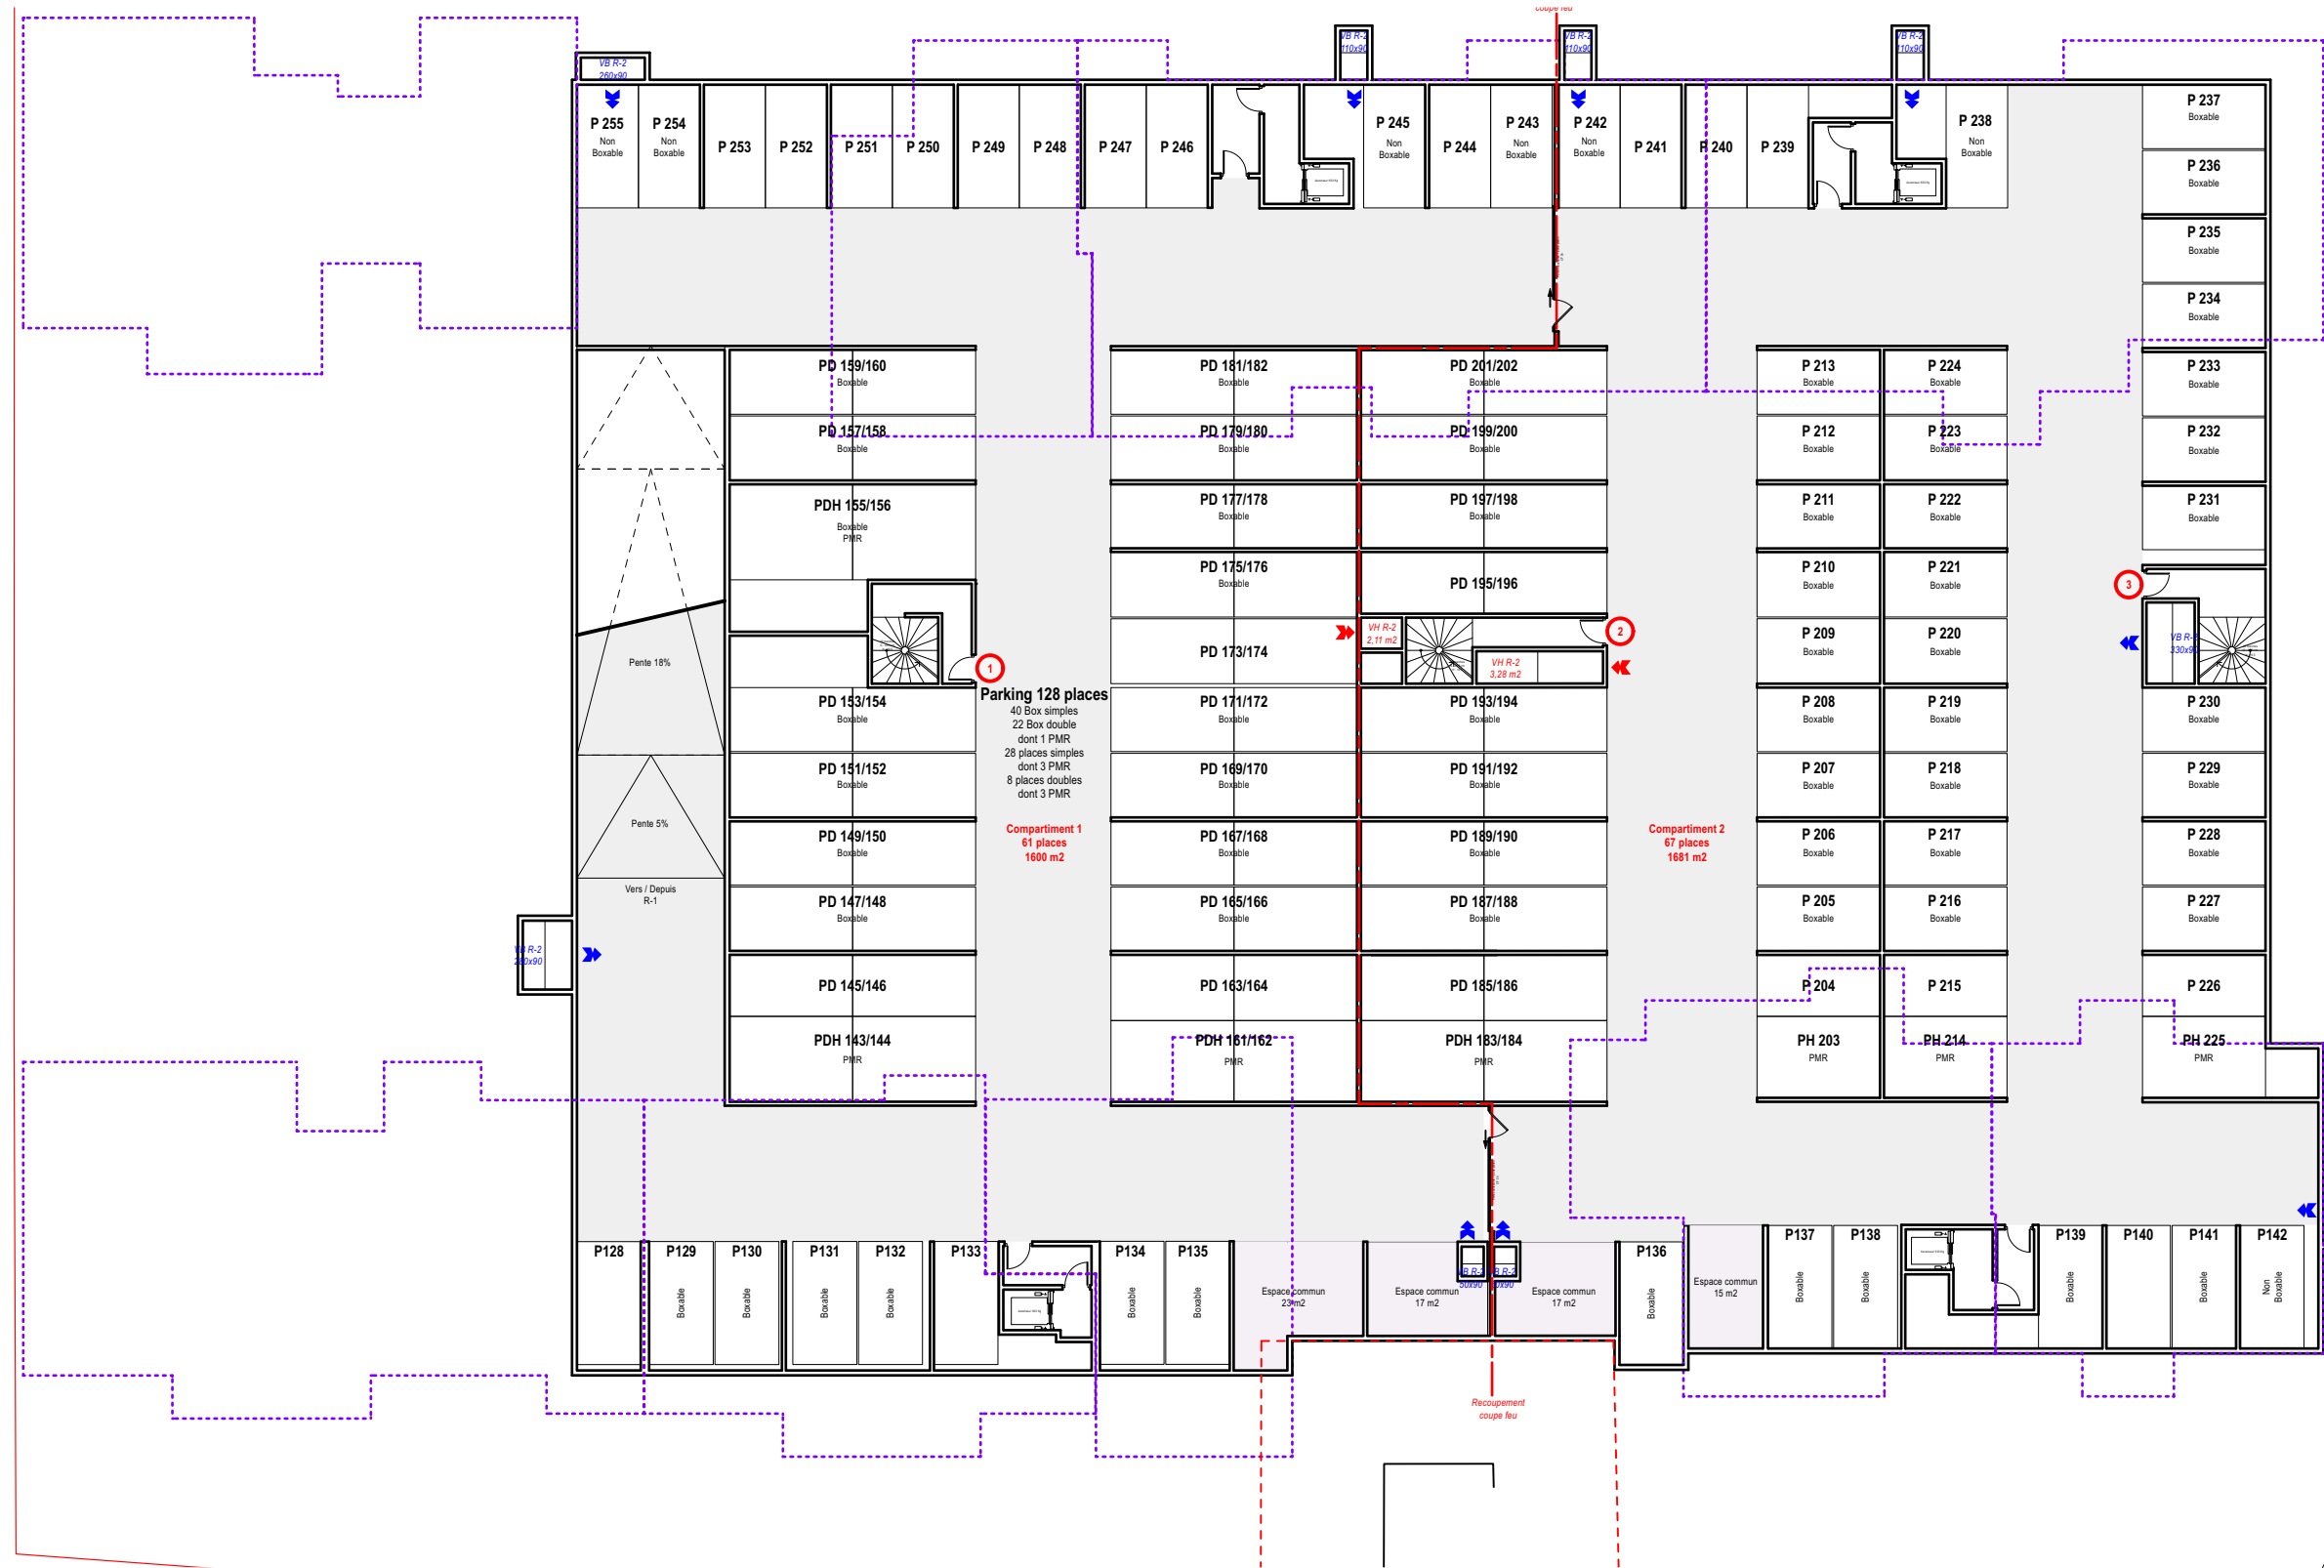 coupe feu
VB R-2
260x90
VB R-2
110x90
VB R-2
110x90
VB R-2
110x90
P 255
Non
Boxable
P 254
Non
Boxable
P 253
P 252
P 251
P 250
P 249
P 248
P 247
P 246
P 245
Non
Boxable
P 244
P 243
Non
Boxable
P 242
Non
Boxable
P 241
P 240
P 239
P 238
Non
Boxable
P 237
Boxable
P 236
Boxable
P 235
Boxable
P 234
Boxable
P 233
Boxable
P 232
Boxable
P 231
Boxable
PD 159/160
Boxable
PD 157/158
Boxable
PDH 155/156
Boxable
PMR
PD 153/154
Boxable
PD 151/152
Boxable
PD 149/150
Boxable
PD 147/148
Boxable
PD 145/146
PDH 143/144
PMR
Pente 18%
Pente 5%
Vers / Depuis
R-1
VB R-2
1
Parking 128 places
40 Box simples
22 Box double
dont 1 PMR
28 places simples
dont 3 PMR
8 places doubles
dont 3 PMR
Compartiment 1
61 places
1600 m2
PD 181/182
Boxable
PD 179/180
Boxable
PD 177/178
Boxable
PD 175/176
Boxable
PD 173/174
PD 171/172
Boxable
PD 169/170
Boxable
PD 167/168
Boxable
PD 165/166
Boxable
PD 163/164
PDH 161/162
PMR
PD 201/202
Boxable
PD 199/200
Boxable
PD 197/198
Boxable
PD 195/196
VH R-2
2,11 m2
VH R-2
3,28 m2
2
PD 193/194
Boxable
PD 191/192
Boxable
PD 189/190
Boxable
PD 187/188
Boxable
PD 185/186
PDH 183/184
PMR
Compartiment 2
67 places
1681 m2
P 213
Boxable
P 212
Boxable
P 211
Boxable
P 210
Boxable
P 209
Boxable
P 208
Boxable
P 207
Boxable
P 206
Boxable
P 205
Boxable
P 204
PH 203
PMR
P 224
Boxable
P 223
Boxable
P 222
Boxable
P 221
Boxable
P 220
Boxable
P 219
Boxable
P 218
Boxable
P 217
Boxable
P 216
Boxable
P 215
PH 214
PMR
3
VB R-2
330x90
P 230
Boxable
P 229
Boxable
P 228
Boxable
P 227
Boxable
P 226
PH 225
PMR
P128
P129
Boxable
P130
Boxable
P131
Boxable
P132
Boxable
P133
P134
Boxable
P135
Boxable
Espace commun
23 m2
Espace commun
17 m2
VB R-2
50x90
Espace commun
17 m2
P136
Boxable
Espace commun
15 m2
P137
Boxable
P138
Boxable
P139
Boxable
P140
Boxable
P141
Boxable
P142
Non
Boxable
Recoupement
coupe feu